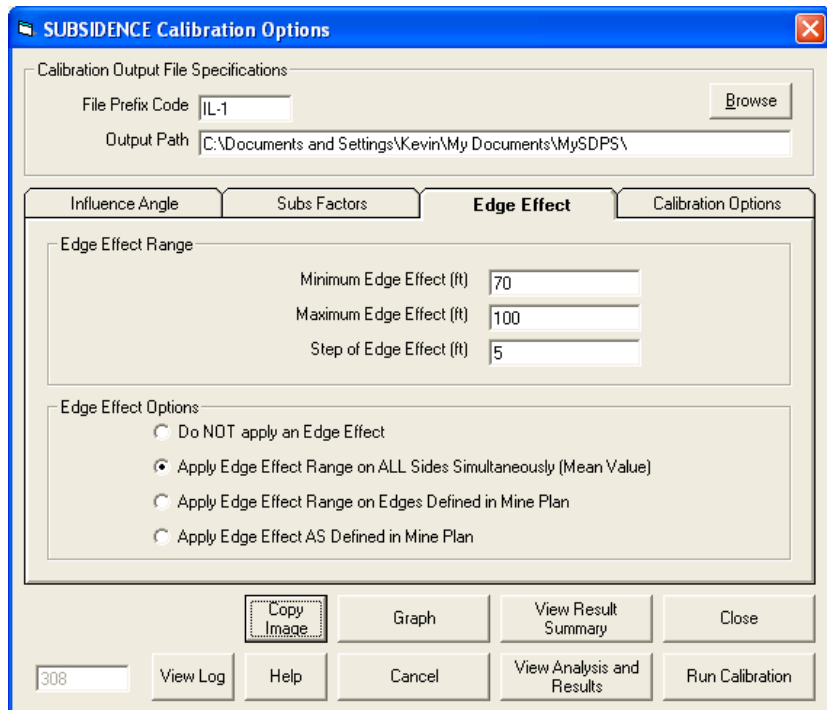 SUBSIDENCE Calibration Options
Calibration Output File Specifications
File Prefix Code IL-1
Browse
Output Path C:\Documents and Settings\Kevin\My Documents\MySDPS\
Influence Angle Subs Factors Edge Effect Calibration Options
Edge Effect Range
Minimum Edge Effect (ft) 70
Maximum Edge Effect (ft) 100
Step of Edge Effect (ft) 5
Edge Effect Options
Do NOT apply an Edge Effect
Apply Edge Effect Range on ALL Sides Simultaneously (Mean Value)
Apply Edge Effect Range on Edges Defined in Mine Plan
Apply Edge Effect AS Defined in Mine Plan
Copy
Image
Graph
View Result
Summary
Close
308
View Log
Help
Cancel
View Analysis and
Results
Run Calibration